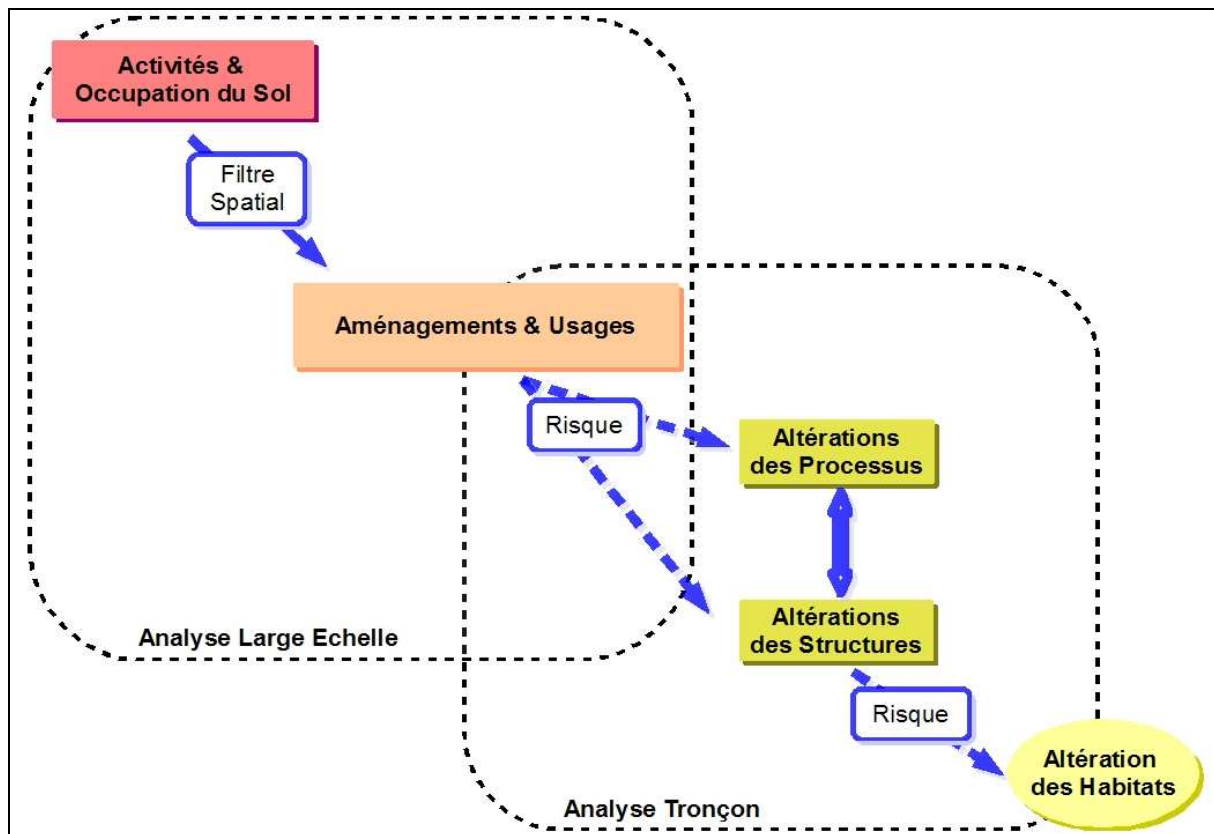 Activités &
Occupation du Sol
Filtre
Spatial
Aménagements & Usages
Risque
Altérations
des Processus
Altérations
des Structures
Analyse Large Echelle
Risque
Altération
des Habitats
Analyse Tronçon